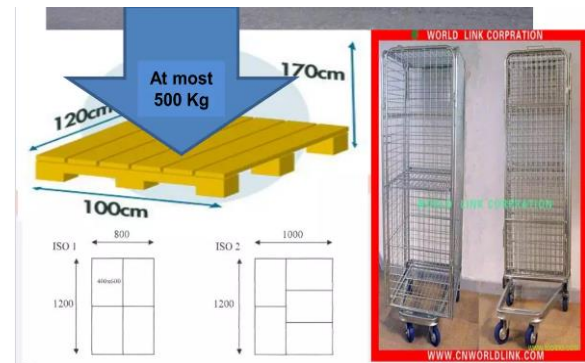 At most
500 Kg
170cm
120cm
100cm
ISO 1
800
400x600
1200
ISO 2
1000
1200
WORLD LINK CORPRATION
WORLD LINK CORPRATION
WWW.CNWORLDLINK.COM